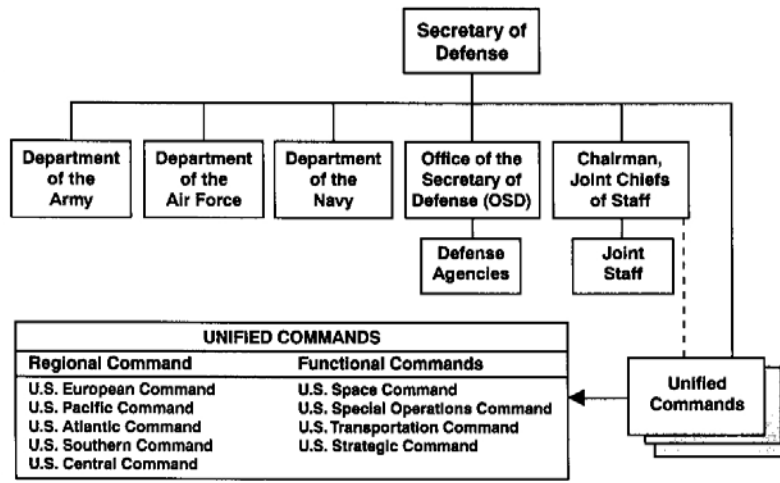 Secretary of
Defense
Department
of the
Army
Department
of the
Air Force
Department
of the
Navy
Office of the
Secretary of
Defense (OSD)
Chairman,
Joint Chiefs
of Staff
Defense
Agencies
Joint
Staff
UNIFIED COMMANDS
Regional Command
Functional Commands
U.S. European Command
U.S. Space Command
U.S. Pacific Command
U.S. Special Operations Command
U.S. Atlantic Command
U.S. Transportation Command
U.S. Southern Command
U.S. Strategic Command
U.S. Central Command
Unified
Commands